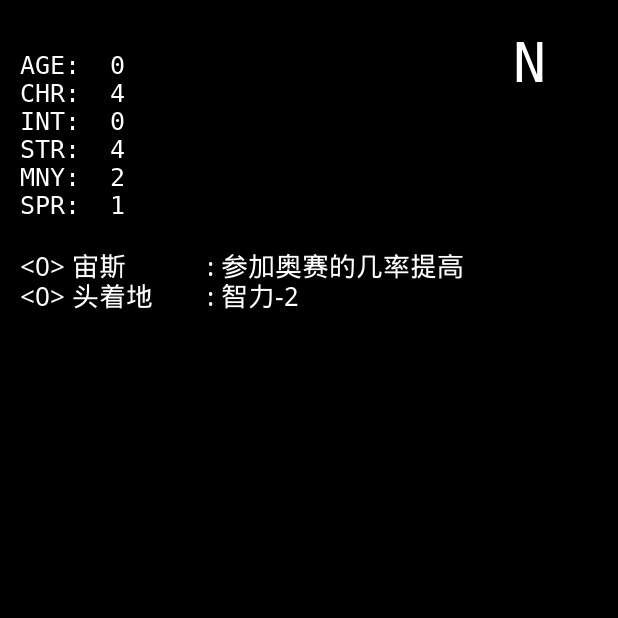 N
AGE: 0
CHR: 4
INT: 0
STR: 4
MNY: 2
SPR: 1
<O> 宙斯 : 参加奥赛的几率提高
<O> 头着地 : 智力-2